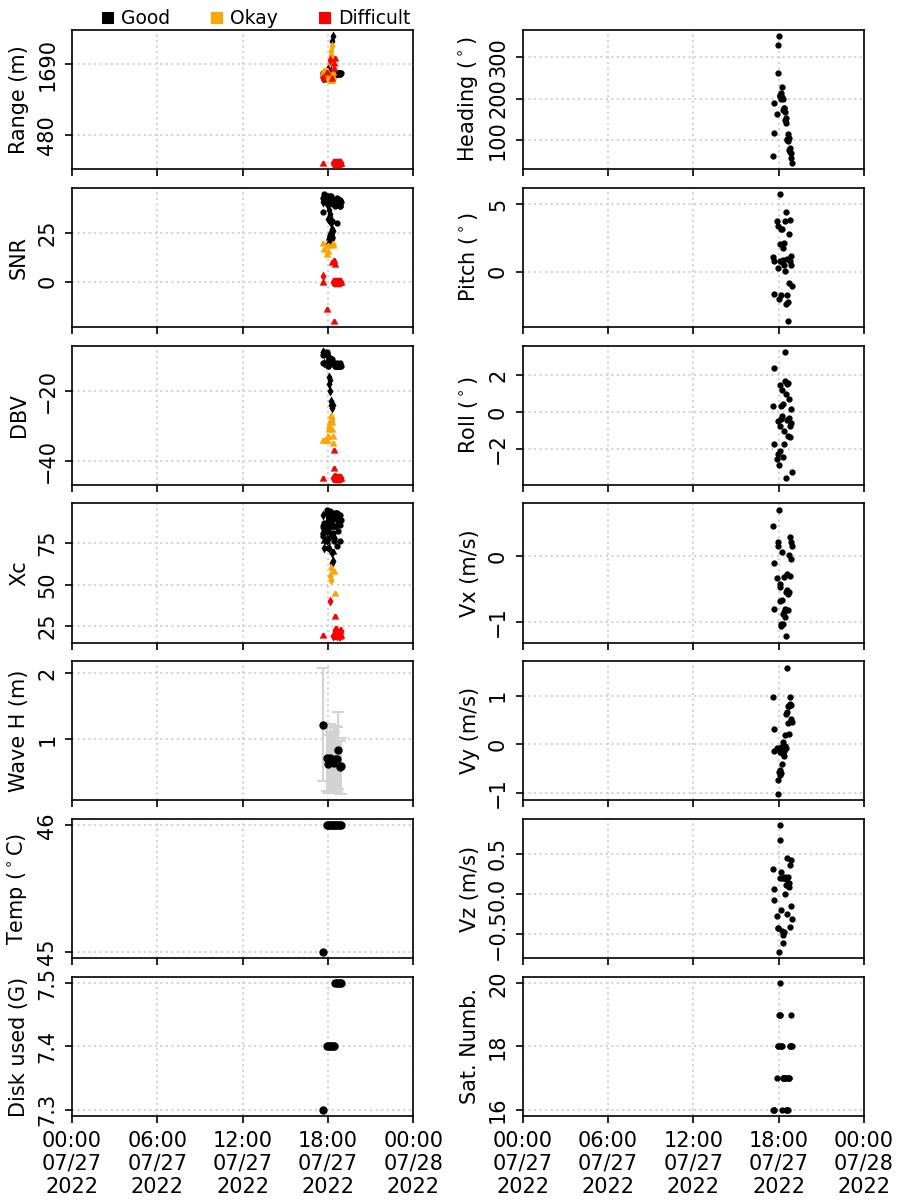 Good Okay Difficult
Range (m)
1690
480
Heading (°)
300
200
100
SNR
25
0
Pitch (°)
5
0
DBV
−20
−40
Roll (°)
2
0
−2
Xc
75
50
25
Vx (m/s)
0
−1
Wave H (m)
2
1
Vy (m/s)
1
0
−1
Temp (°C)
46
45
Vz (m/s)
0.5
0.0
−0.5
Disk used (G)
7.5
7.4
7.3
Sat. Numb.
20
18
16
00:00 06:00 12:00 18:00 00:00
07/27 07/27 07/27 07/27 07/28
2022 2022 2022 2022 2022
00:00 06:00 12:00 18:00 00:00
07/27 07/27 07/27 07/27 07/28
2022 2022 2022 2022 2022